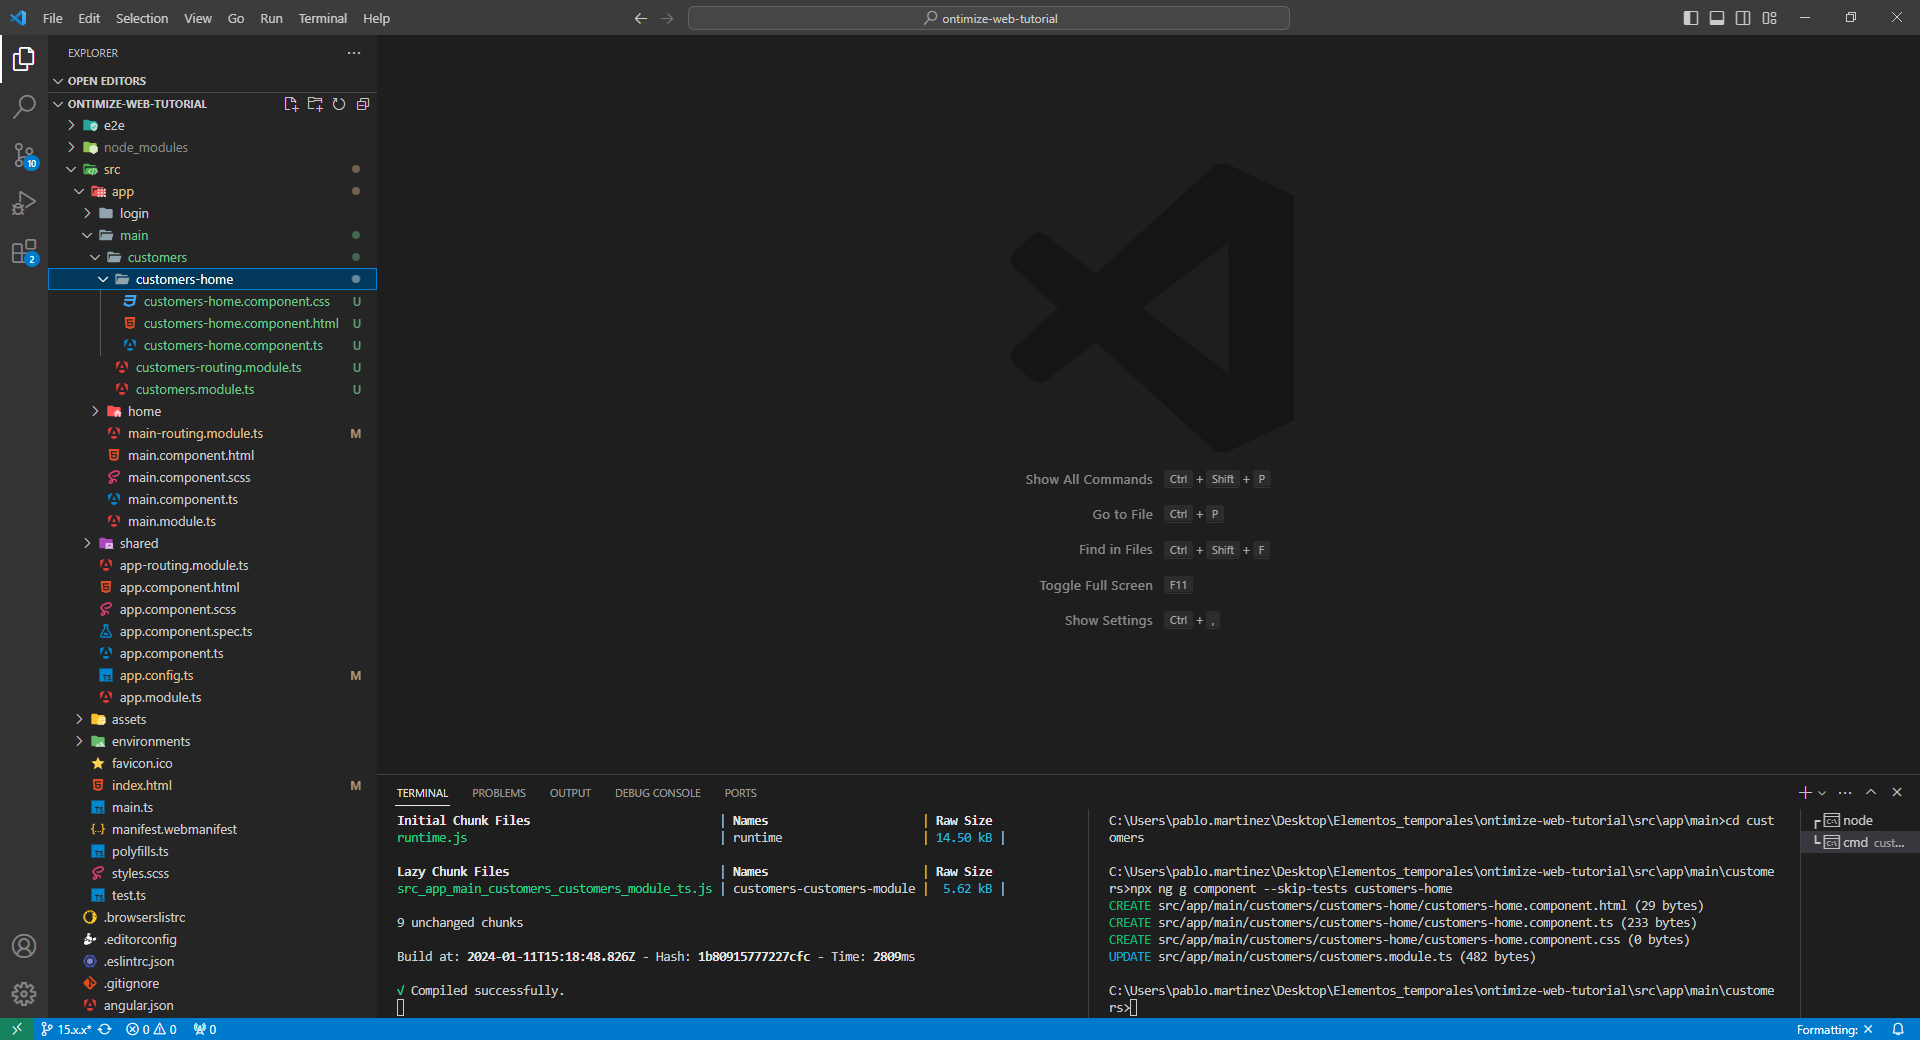 File Edit Selection View Go Run Terminal Help
ontimize-web-tutorial
EXPLORER
OPEN EDITORS
ONTIMIZE-WEB-TUTORIAL
e2e
node_modules
src
app
login
main
customers
customers-home
customers-home.component.css U
customers-home.component.html U
customers-home.component.ts U
customers-routing.module.ts U
customers.module.ts U
home
main-routing.module.ts M
main.component.html
main.component.scss
main.component.ts
main.module.ts
shared
app-routing.module.ts
app.component.html
app.component.scss
app.component.spec.ts
app.component.ts
app.config.ts M
app.module.ts
assets
environments
favicon.ico
index.html M
main.ts
manifest.webmanifest
polyfills.ts
styles.scss
test.ts
.browserslistrc
.editorconfig
.eslintrc.json
.gitignore
angular.json
10
2
Show All Commands Ctrl + Shift + P
Go to File Ctrl + P
Find in Files Ctrl + Shift + F
Toggle Full Screen F11
Show Settings Ctrl + ,
TERMINAL PROBLEMS OUTPUT DEBUG CONSOLE PORTS
Initial Chunk Files | Names | Raw Size
runtime.js | runtime | 14.50 kB |
Lazy Chunk Files | Names | Raw Size
src_app_main_customers_customers_module_ts.js | customers-customers-module | 5.62 kB |
9 unchanged chunks
Build at: 2024-01-11T15:18:48.826Z - Hash: 1b80915777227cfc - Time: 2809ms
√ Compiled successfully.
C:\Users\pablo.martinez\Desktop\Elementos_temporales\ontimize-web-tutorial\src\app\main>cd cust
omers
C:\Users\pablo.martinez\Desktop\Elementos_temporales\ontimize-web-tutorial\src\app\main\custome
rs>npx ng g component --skip-tests customers-home
CREATE src/app/main/customers/customers-home/customers-home.component.html (29 bytes)
CREATE src/app/main/customers/customers-home/customers-home.component.ts (233 bytes)
CREATE src/app/main/customers/customers-home/customers-home.component.css (0 bytes)
UPDATE src/app/main/customers/customers.module.ts (482 bytes)
C:\Users\pablo.martinez\Desktop\Elementos_temporales\ontimize-web-tutorial\src\app\main\custome
rs>
node
cmd cust...
15.x.x* 0 0 0
Formatting: ×